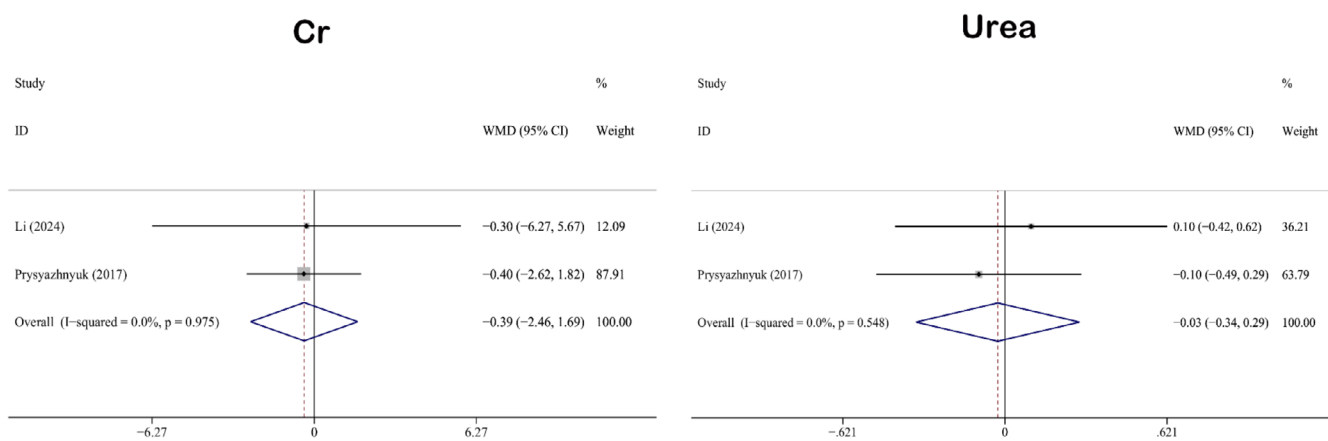 Cr
Study %
ID WMD (95% CI) Weight
Li (2024) −0.30 (−6.27, 5.67) 12.09
Prysyazhnyuk (2017) −0.40 (−2.62, 1.82) 87.91
Overall (I−squared = 0.0%, p = 0.975) −0.39 (−2.46, 1.69) 100.00
−6.27 0 6.27
Urea
Study %
ID WMD (95% CI) Weight
Li (2024) 0.10 (−0.42, 0.62) 36.21
Prysyazhnyuk (2017) −0.10 (−0.49, 0.29) 63.79
Overall (I−squared = 0.0%, p = 0.548) −0.03 (−0.34, 0.29) 100.00
−.621 0 .621